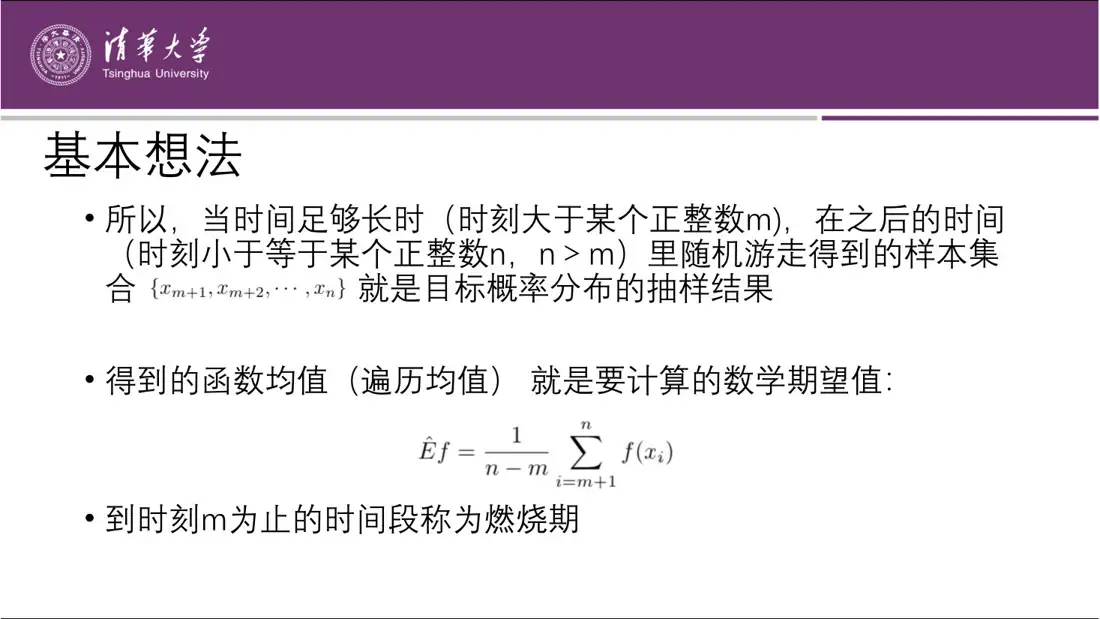 清华大学
Tsinghua University
基本想法
• 所以，当时间足够长时（时刻大于某个正整数m)，在之后的时间
（时刻小于等于某个正整数n，n > m）里随机游走得到的样本集
合 {x_{m+1}, x_{m+2}, ⋯ , x_n} 就是目标概率分布的抽样结果
• 得到的函数均值（遍历均值） 就是要计算的数学期望值：
Êf = \frac{1}{n − m} \sum_{i=m+1}^{n} f(x_i)
• 到时刻m为止的时间段称为燃烧期